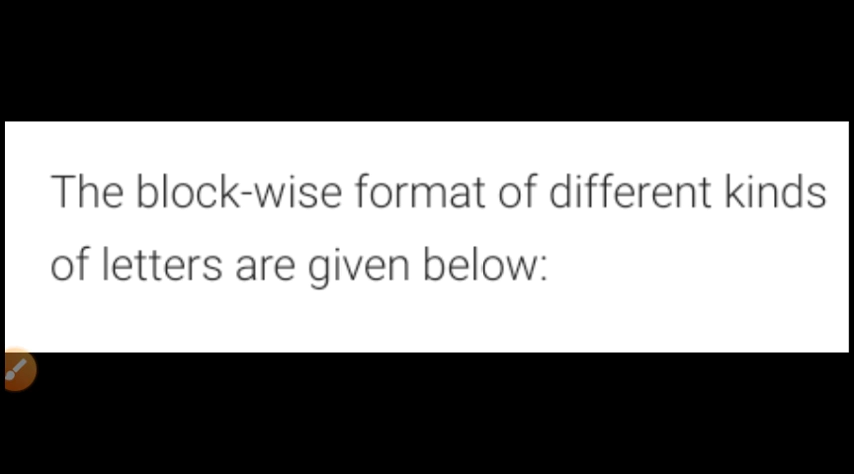 The block-wise format of different kinds
of letters are given below: